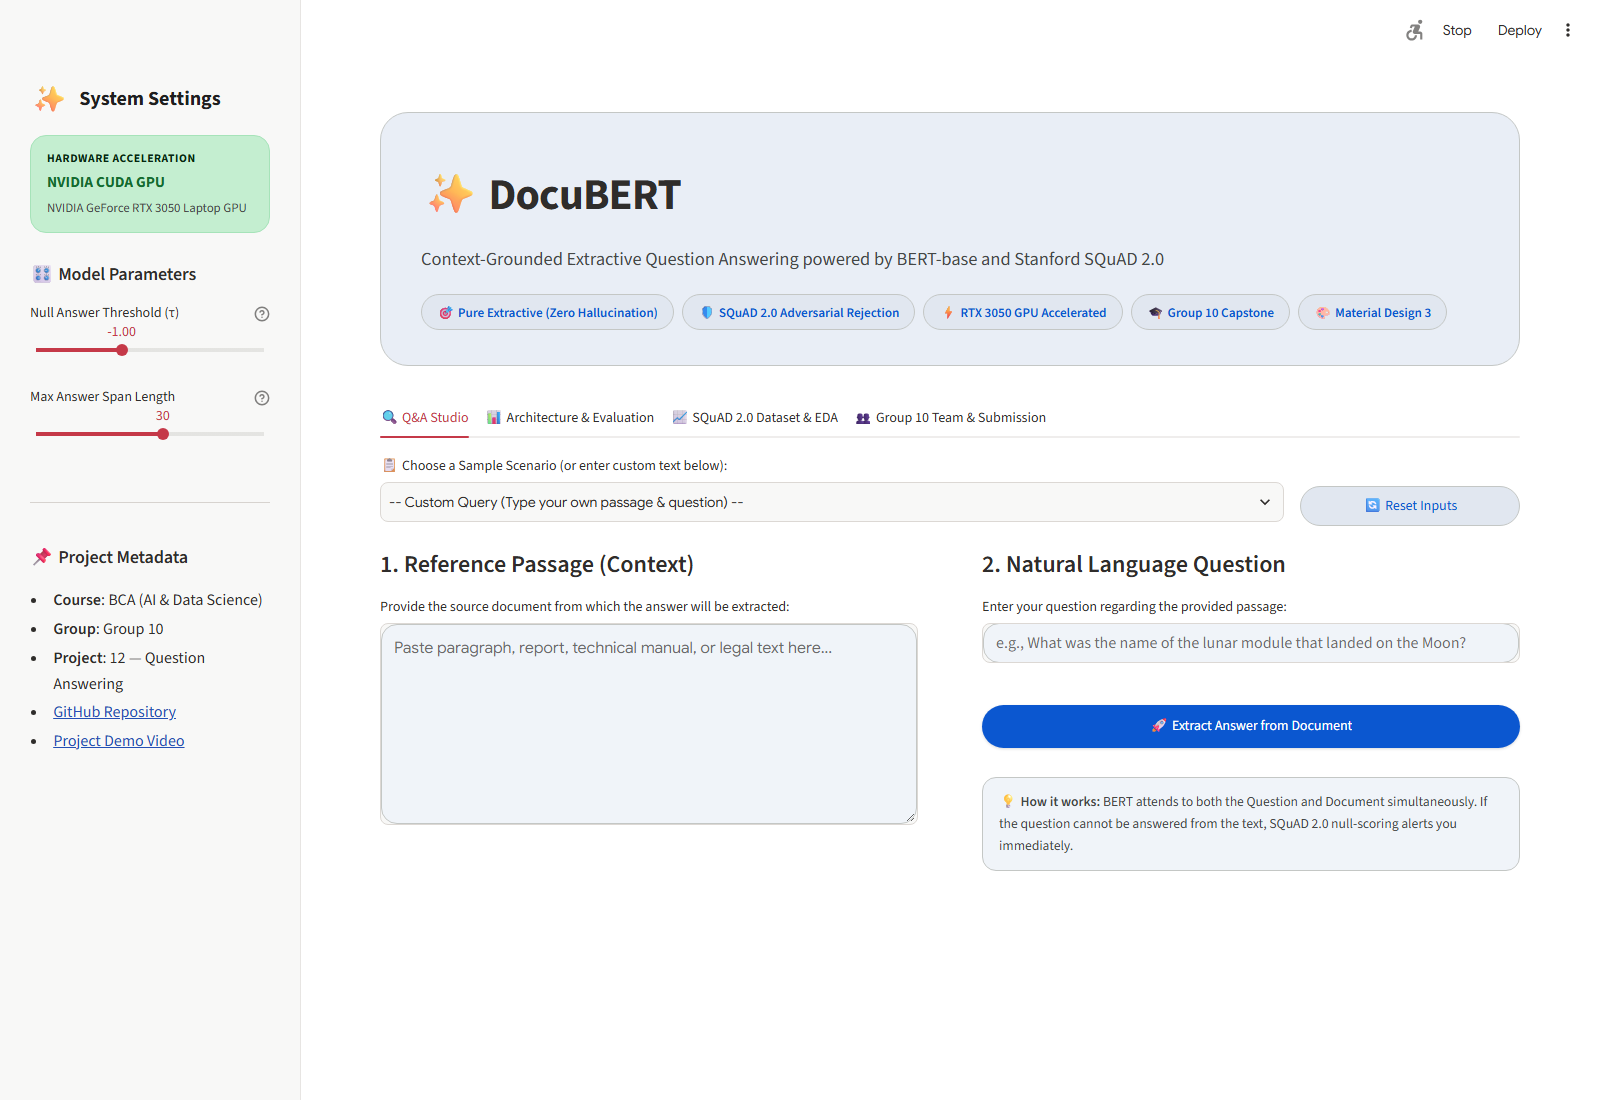 Stop
Deploy
System Settings
HARDWARE ACCELERATION
NVIDIA CUDA GPU
NVIDIA GeForce RTX 3050 Laptop GPU
Model Parameters
Null Answer Threshold (τ)
-1.00
Max Answer Span Length
30
Project Metadata
Course: BCA (AI & Data Science)
Group: Group 10
Project: 12 — Question
Answering
GitHub Repository
Project Demo Video
DocuBERT
Context-Grounded Extractive Question Answering powered by BERT-base and Stanford SQuAD 2.0
Pure Extractive (Zero Hallucination)
SQuAD 2.0 Adversarial Rejection
RTX 3050 GPU Accelerated
Group 10 Capstone
Material Design 3
Q&A Studio
Architecture & Evaluation
SQuAD 2.0 Dataset & EDA
Group 10 Team & Submission
Choose a Sample Scenario (or enter custom text below):
-- Custom Query (Type your own passage & question) --
Reset Inputs
1. Reference Passage (Context)
Provide the source document from which the answer will be extracted:
Paste paragraph, report, technical manual, or legal text here...
2. Natural Language Question
Enter your question regarding the provided passage:
e.g., What was the name of the lunar module that landed on the Moon?
Extract Answer from Document
How it works: BERT attends to both the Question and Document simultaneously. If
the question cannot be answered from the text, SQuAD 2.0 null-scoring alerts you
immediately.